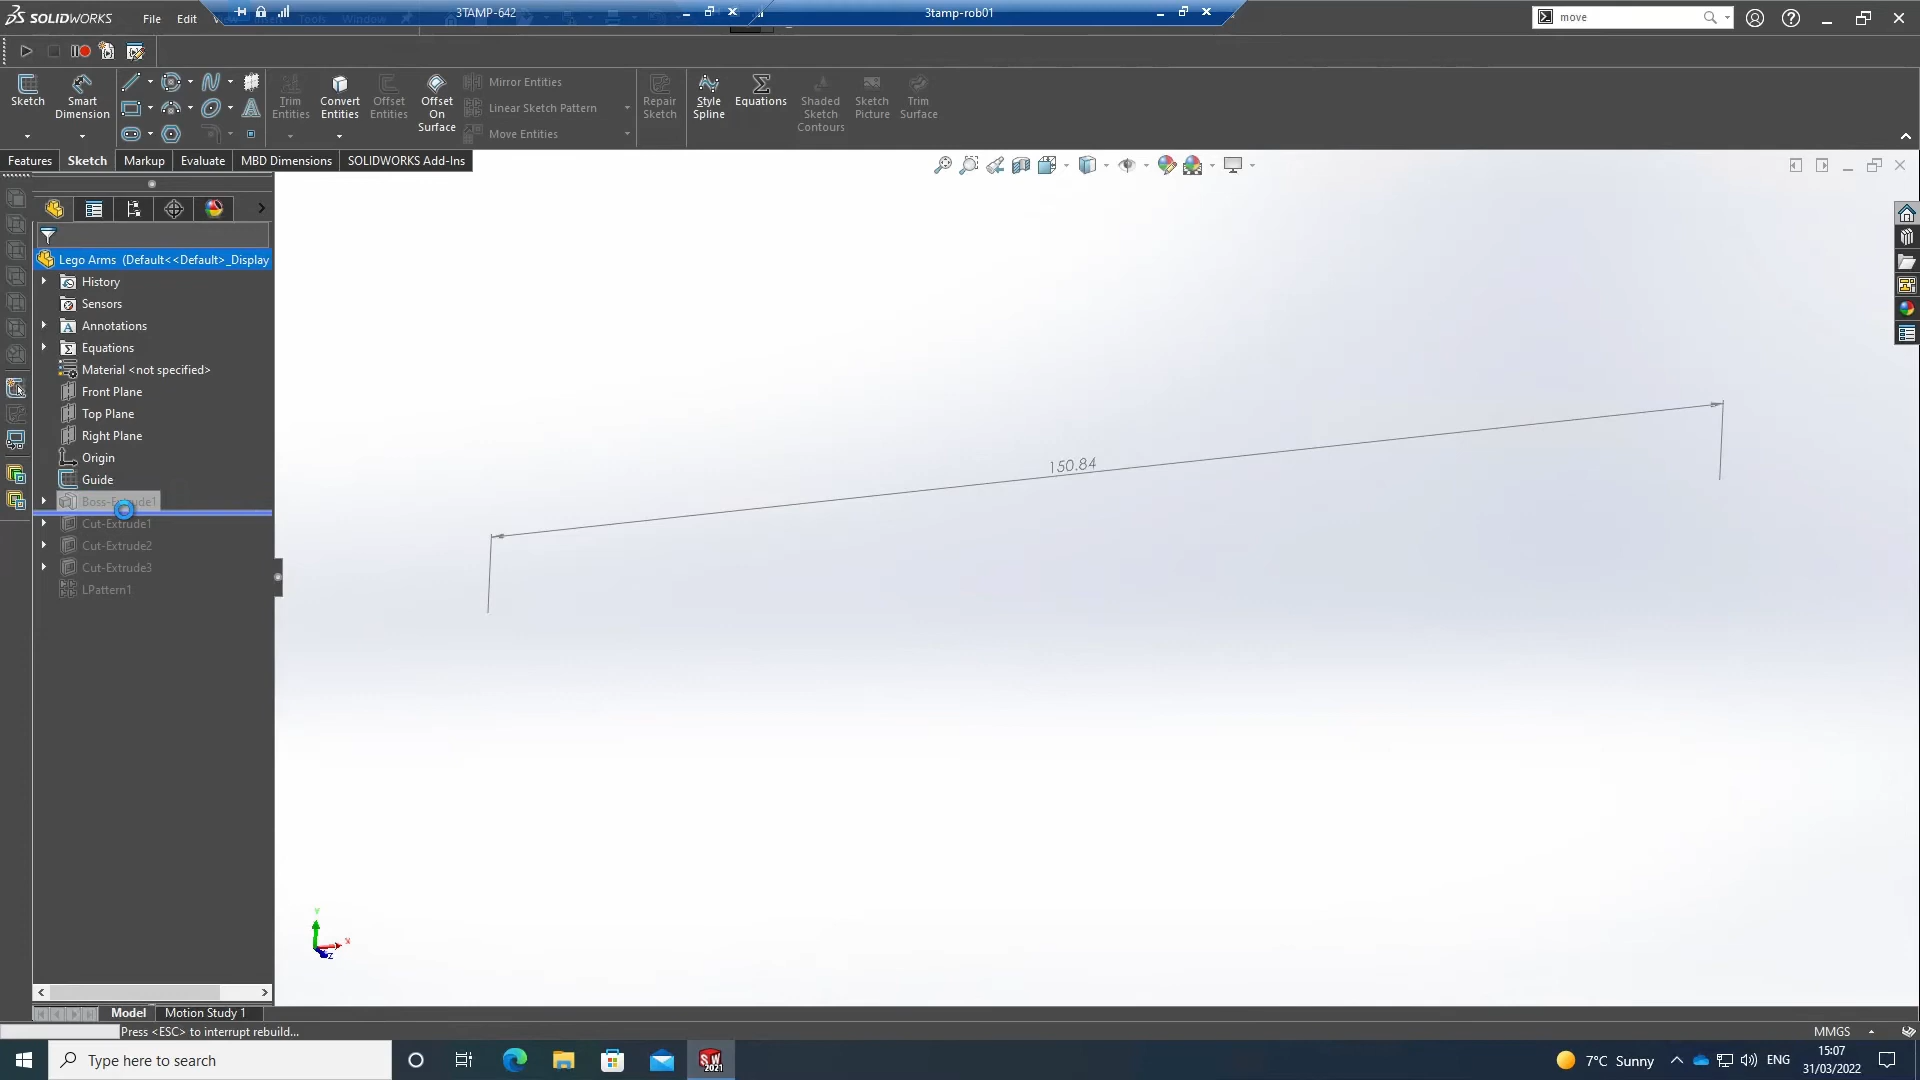 SOLIDWORKS
File
Edit
3TAMP-642
3tamp-rob01
move
Sketch
Smart Dimension
Trim Entities
Convert Entities
Offset Entities
Offset On Surface
Mirror Entities
Linear Sketch Pattern
Move Entities
Repair Sketch
Style Spline
Equations
Shaded Sketch Contours
Sketch Picture
Trim Surface
Features
Sketch
Markup
Evaluate
MBD Dimensions
SOLIDWORKS Add-Ins
Lego Arms (Default<<Default>_Display
History
Sensors
Annotations
Equations
Material <not specified>
Front Plane
Top Plane
Right Plane
Origin
Guide
Boss-Extrude1
Cut-Extrude1
Cut-Extrude2
Cut-Extrude3
LPattern1
150.84
Y
X
Z
Model
Motion Study 1
Press <ESC> to interrupt rebuild...
MMGS
Type here to search
SW
2021
7°C Sunny
ENG
15:07
31/03/2022